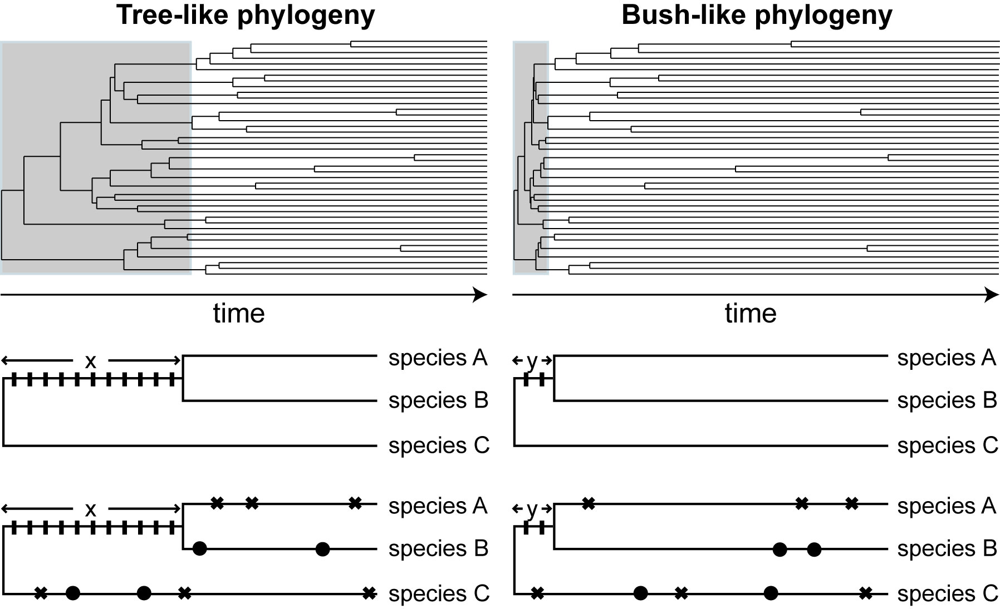 Tree-like phylogeny
Bush-like phylogeny
time
time
x
species A
species B
species C
y
species A
species B
species C
x
species A
species B
species C
y
species A
species B
species C